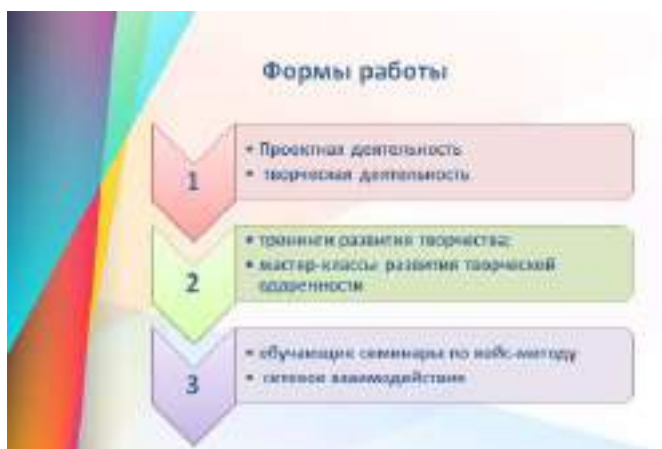 Формы работы
1
• Проектная деятельность
• творческая деятельность
2
• тренинги развития творчества;
• мастер-классы развития творческой
одаренности
3
• обучающие семинары по кейс-методу
• сетевое взаимодействие